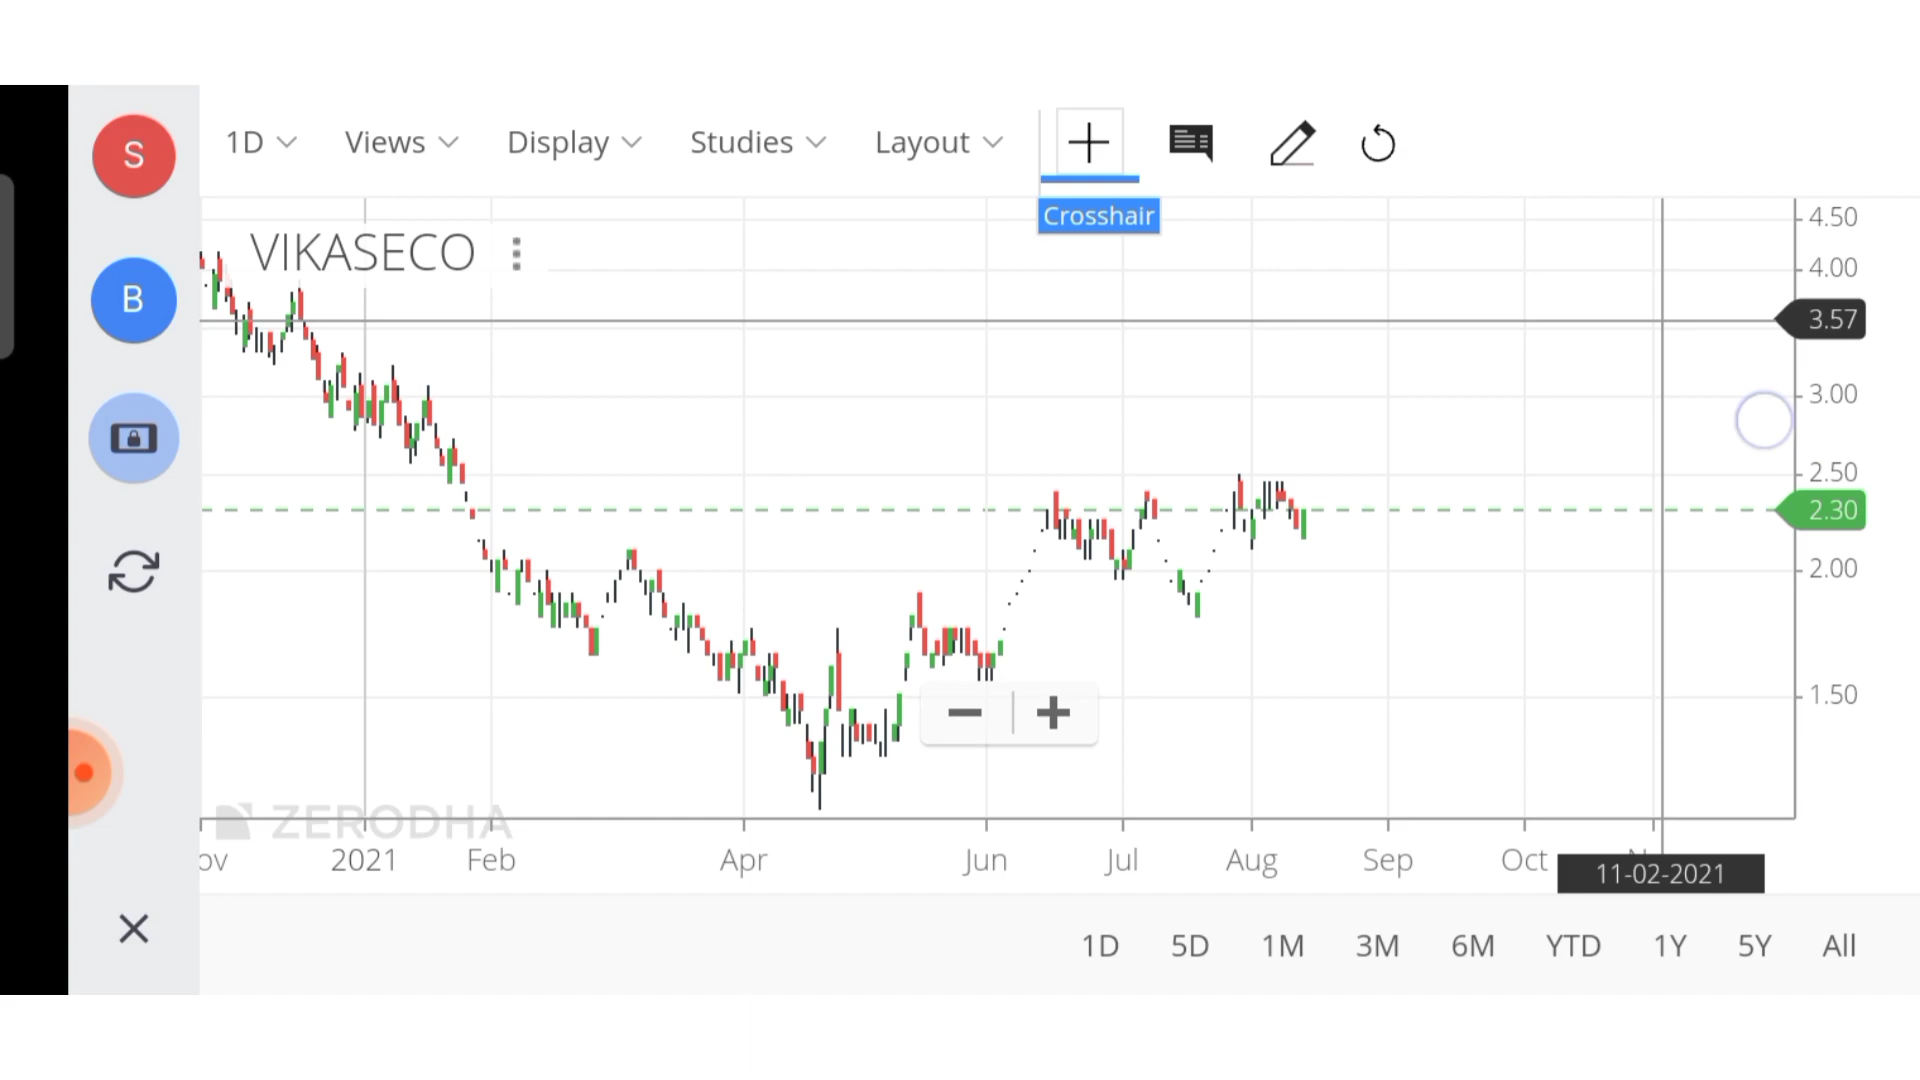 S
1D Views Display Studies Layout
Crosshair
4.50
VIKASECO
4.00
B
3.57
3.00
2.50
2.30
2.00
1.50
ZERODHA
ov 2021 Feb Apr Jun Jul Aug Sep Oct
11-02-2021
1D 5D 1M 3M 6M YTD 1Y 5Y All